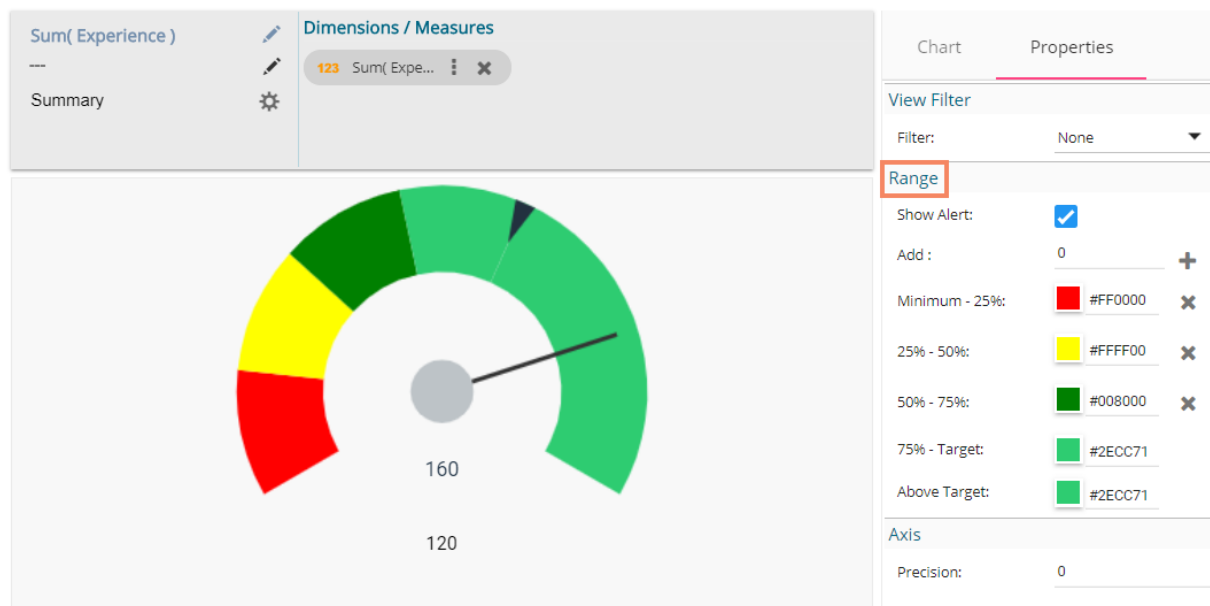 Sum( Experience )
---
Summary
Dimensions / Measures
123 Sum( Expe...
160
120
Chart Properties
View Filter
Filter: None
Range
Show Alert:
Add : 0
Minimum - 25%: #FF0000
25% - 50%: #FFFF00
50% - 75%: #008000
75% - Target: #2ECC71
Above Target: #2ECC71
Axis
Precision: 0